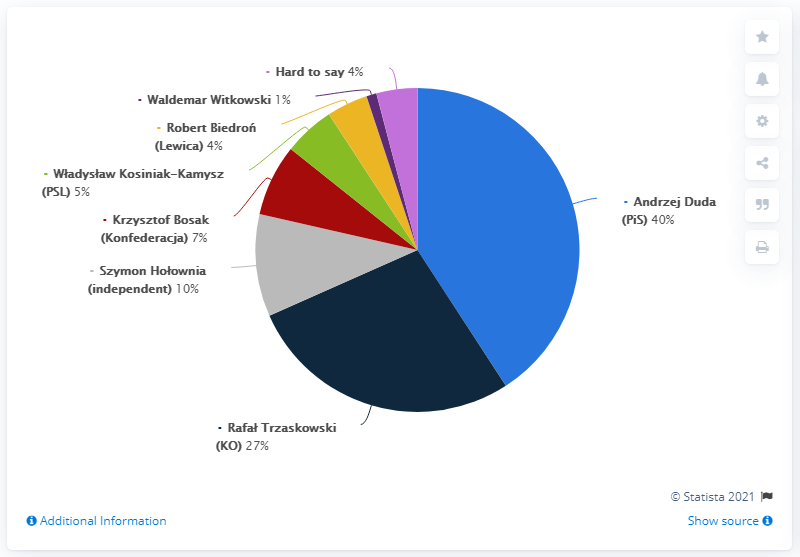 Hard to say 4%
Waldemar Witkowski 1%
Robert Biedroń
(Lewica) 4%
Władysław Kosiniak-Kamysz
(PSL) 5%
Krzysztof Bosak
(Konfederacja) 7%
Szymon Hołownia
(independent) 10%
Andrzej Duda
(PiS) 40%
Rafał Trzaskowski
(KO) 27%
© Statista 2021
Additional Information
Show source